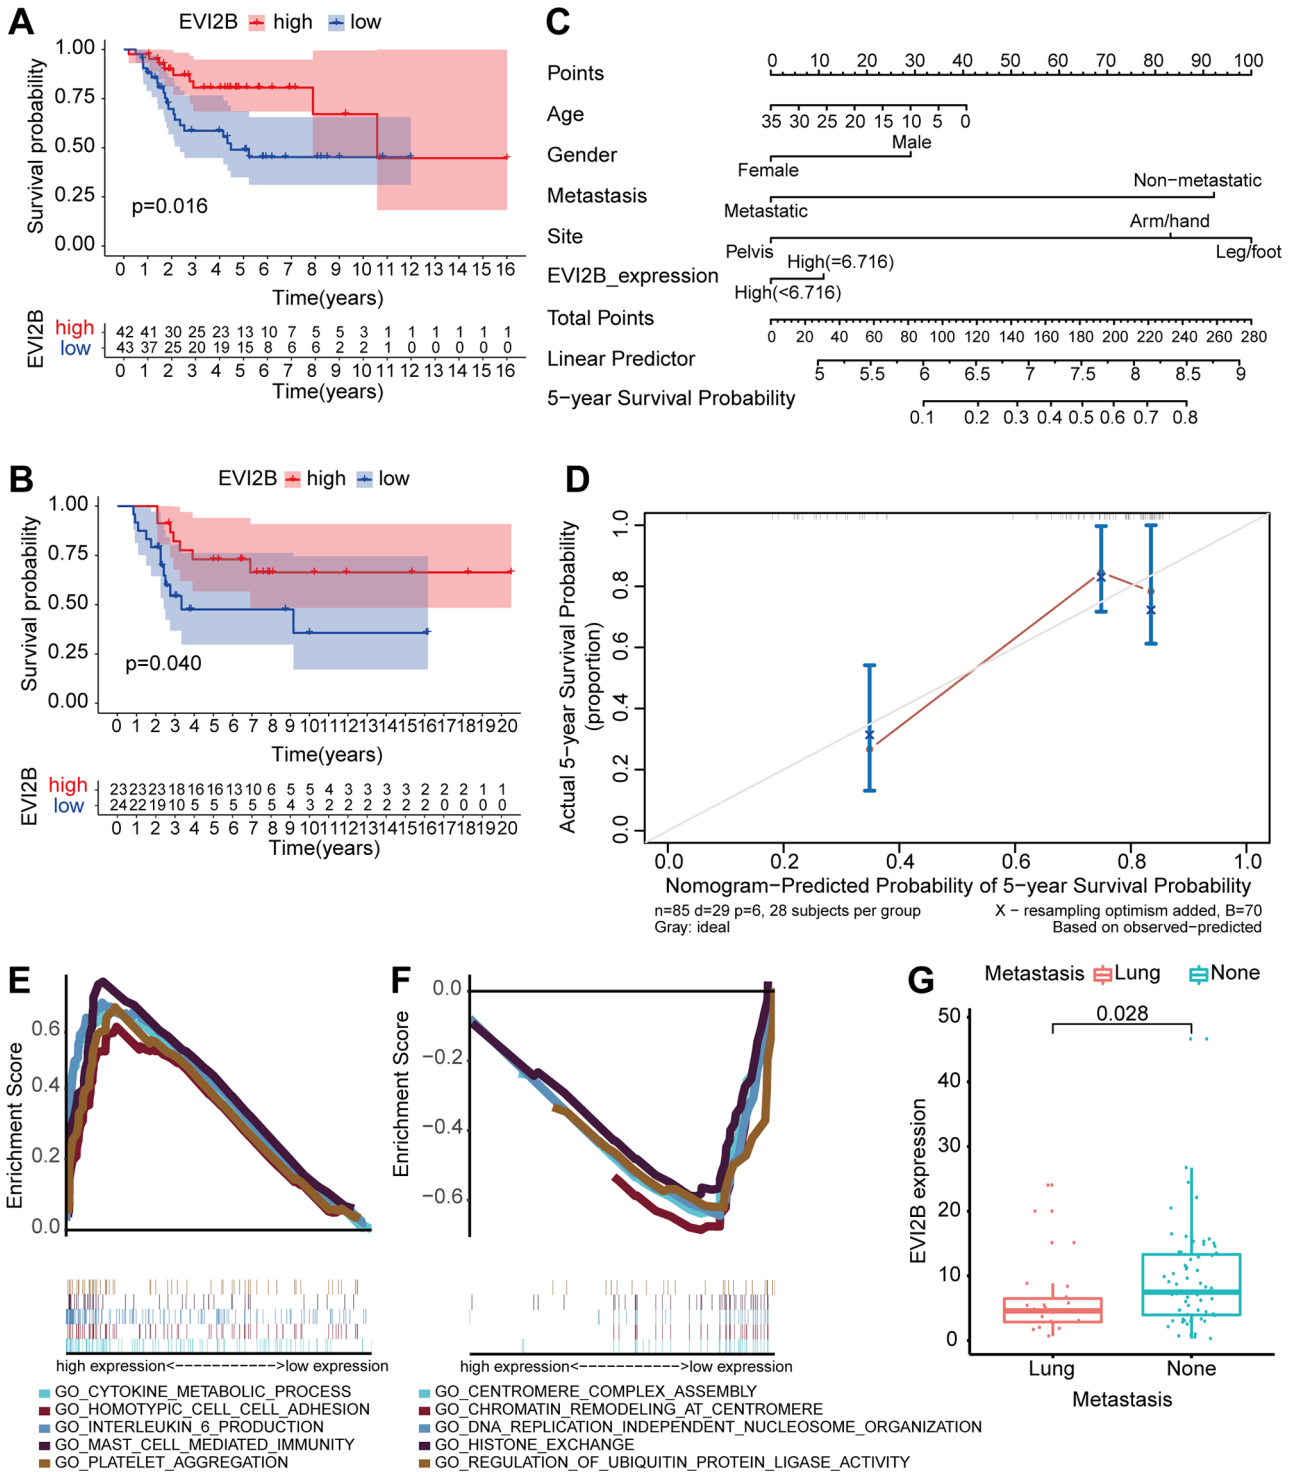 A
EVI2B high low
Survival probability
1.00
0.75
0.50
0.25
0.00
p=0.016
0 1 2 3 4 5 6 7 8 9 10 11 12 13 14 15 16
Time(years)
EVI2B
high 42 41 30 25 23 13 10 7 5 5 3 1 1 1 1 1 1
low 43 37 25 20 19 15 8 6 6 2 2 1 0 0 0 0 0
0 1 2 3 4 5 6 7 8 9 10 11 12 13 14 15 16
Time(years)
B
EVI2B high low
Survival probability
1.00
0.75
0.50
0.25
0.00
p=0.040
0 1 2 3 4 5 6 7 8 9 10 11 12 13 14 15 16 17 18 19 20
Time(years)
EVI2B
high 23 23 23 18 16 16 13 10 6 5 5 4 3 3 3 3 2 2 2 1 1
low 24 22 19 10 5 5 5 5 5 4 3 2 2 2 2 2 2 0 0 0 0
0 1 2 3 4 5 6 7 8 9 10 11 12 13 14 15 16 17 18 19 20
Time(years)
C
Points 0 10 20 30 40 50 60 70 80 90 100
Age
35 30 25 20 15 10 5 0
Gender
Male
Female
Metastasis
Non−metastatic
Metastatic
Site
Arm/hand
Pelvis
Leg/foot
EVI2B_expression
High(=6.716)
High(<6.716)
Total Points
0 20 40 60 80 100 120 140 160 180 200 220 240 260 280
Linear Predictor
5 5.5 6 6.5 7 7.5 8 8.5 9
5−year Survival Probability
0.1 0.2 0.3 0.4 0.5 0.6 0.7 0.8
D
Actual 5−year Survival Probability
(proportion)
1.0
0.8
0.6
0.4
0.2
0.0
0.0 0.2 0.4 0.6 0.8 1.0
Nomogram−Predicted Probability of 5−year Survival Probability
n=85 d=29 p=6, 28 subjects per group
Gray: ideal
X − resampling optimism added, B=70
Based on observed−predicted
E
Enrichment Score
0.6
0.4
0.2
0.0
high expression<−−−−−−−−−−−>low expression
GO_CYTOKINE_METABOLIC_PROCESS
GO_HOMOTYPIC_CELL_CELL_ADHESION
GO_INTERLEUKIN_6_PRODUCTION
GO_MAST_CELL_MEDIATED_IMMUNITY
GO_PLATELET_AGGREGATION
F
Enrichment Score
0.0
−0.2
−0.4
−0.6
high expression<−−−−−−−−−−−>low expression
GO_CENTROMERE_COMPLEX_ASSEMBLY
GO_CHROMATIN_REMODELING_AT_CENTROMERE
GO_DNA_REPLICATION_INDEPENDENT_NUCLEOSOME_ORGANIZATION
GO_HISTONE_EXCHANGE
GO_REGULATION_OF_UBIQUITIN_PROTEIN_LIGASE_ACTIVITY
G
Metastasis Lung None
0.028
EVI2B expression
50
40
30
20
10
0
Lung None
Metastasis